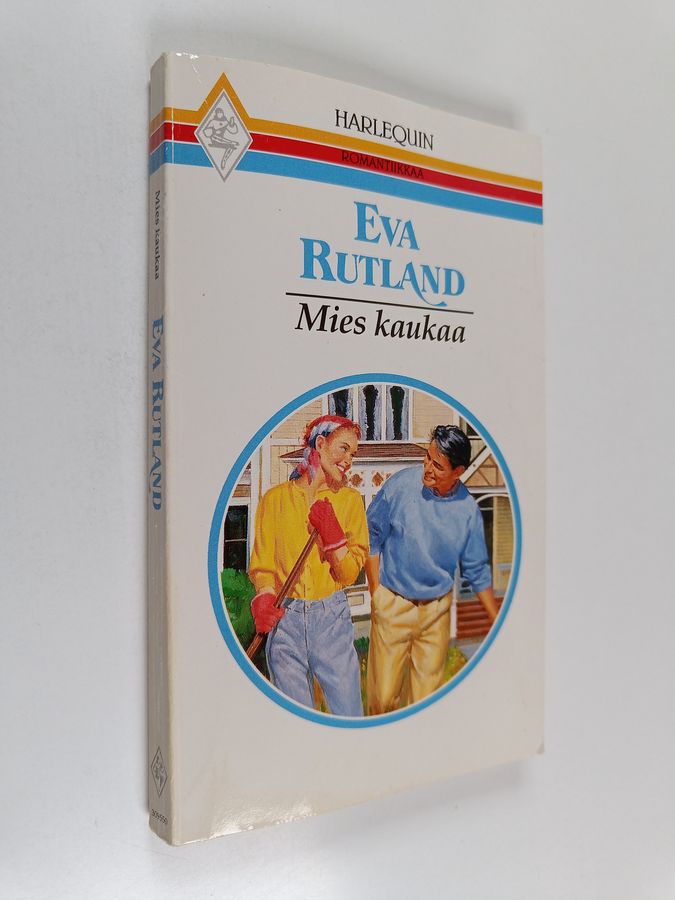 HARLEQUIN
ROMANTIIKKAA
EVA
RUTLAND
Mies kaukaa
Mies kaukaa
EVA RUTLAND